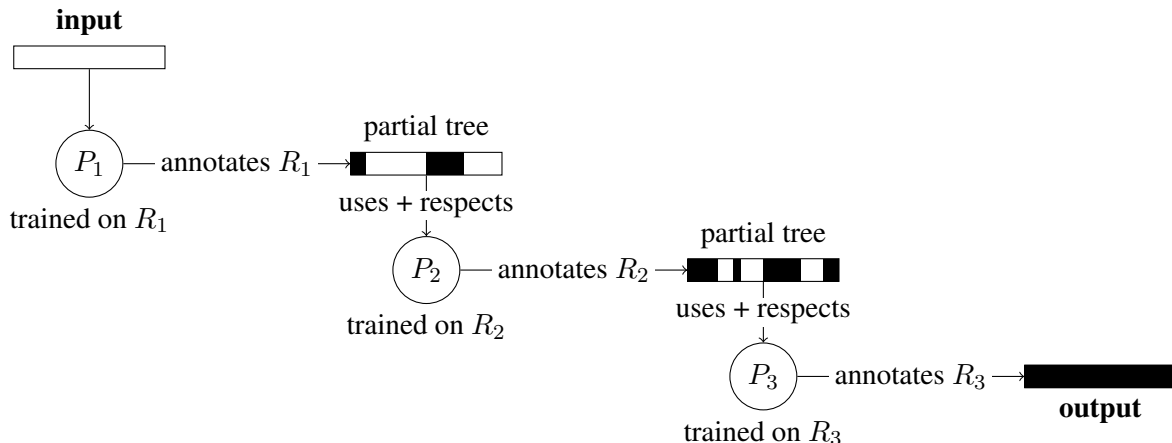 input
P₁
annotates R₁
trained on R₁
partial tree
uses + respects
P₂
annotates R₂
trained on R₂
partial tree
uses + respects
P₃
annotates R₃
trained on R₃
output